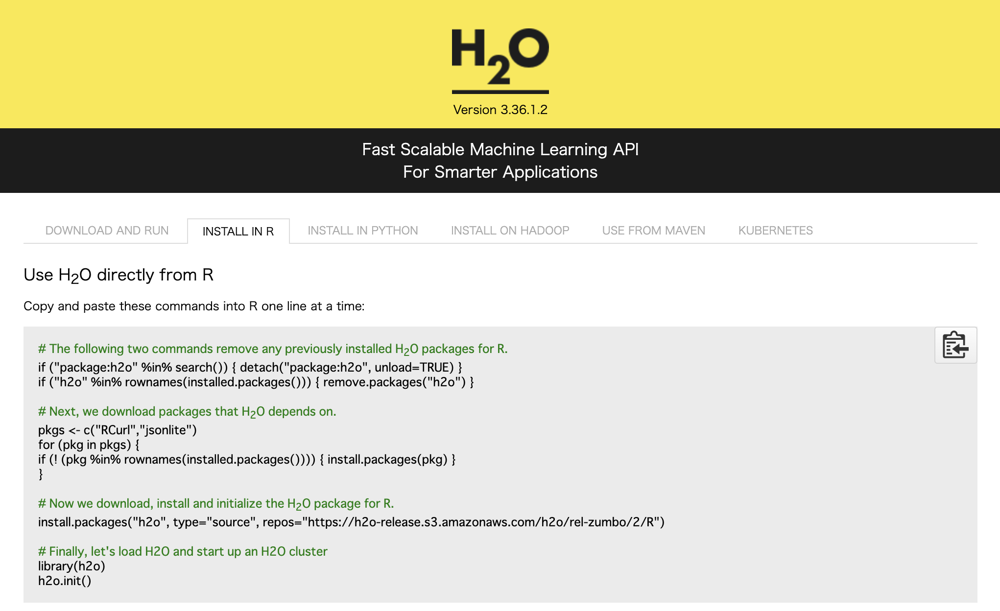 H2O
Version 3.36.1.2
Fast Scalable Machine Learning API
For Smarter Applications
DOWNLOAD AND RUN INSTALL IN R INSTALL IN PYTHON INSTALL ON HADOOP USE FROM MAVEN KUBERNETES
Use H2O directly from R
Copy and paste these commands into R one line at a time:
# The following two commands remove any previously installed H2O packages for R.
if ("package:h2o" %in% search()) { detach("package:h2o", unload=TRUE) }
if ("h2o" %in% rownames(installed.packages())) { remove.packages("h2o") }
# Next, we download packages that H2O depends on.
pkgs <- c("RCurl","jsonlite")
for (pkg in pkgs) {
if (! (pkg %in% rownames(installed.packages()))) { install.packages(pkg) }
}
# Now we download, install and initialize the H2O package for R.
install.packages("h2o", type="source", repos="https://h2o-release.s3.amazonaws.com/h2o/rel-zumbo/2/R")
# Finally, let's load H2O and start up an H2O cluster
library(h2o)
h2o.init()